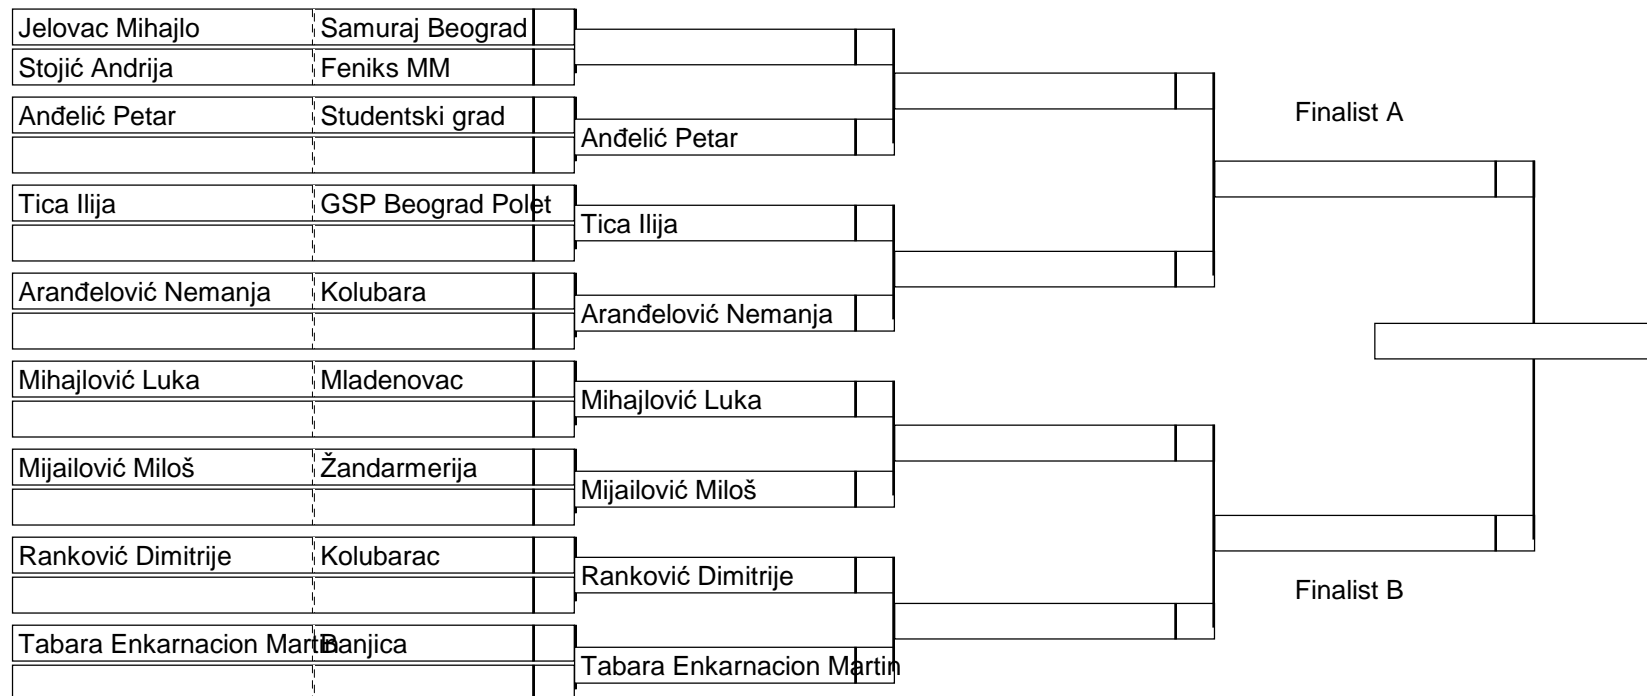 Jelovac Mihajlo Samuraj Beograd
Stojić Andrija Feniks MM
Anđelić Petar Studentski grad
Finalist A
Anđelić Petar
Tica Ilija GSP Beograd Polet
Tica Ilija
Aranđelović Nemanja Kolubara
Aranđelović Nemanja
Mihajlović Luka Mladenovac
Mihajlović Luka
Mijailović Miloš Žandarmerija
Mijailović Miloš
Ranković Dimitrije Kolubarac
Ranković Dimitrije
Finalist B
Tabara Enkarnacion Martin Banjica
Tabara Enkarnacion Martin